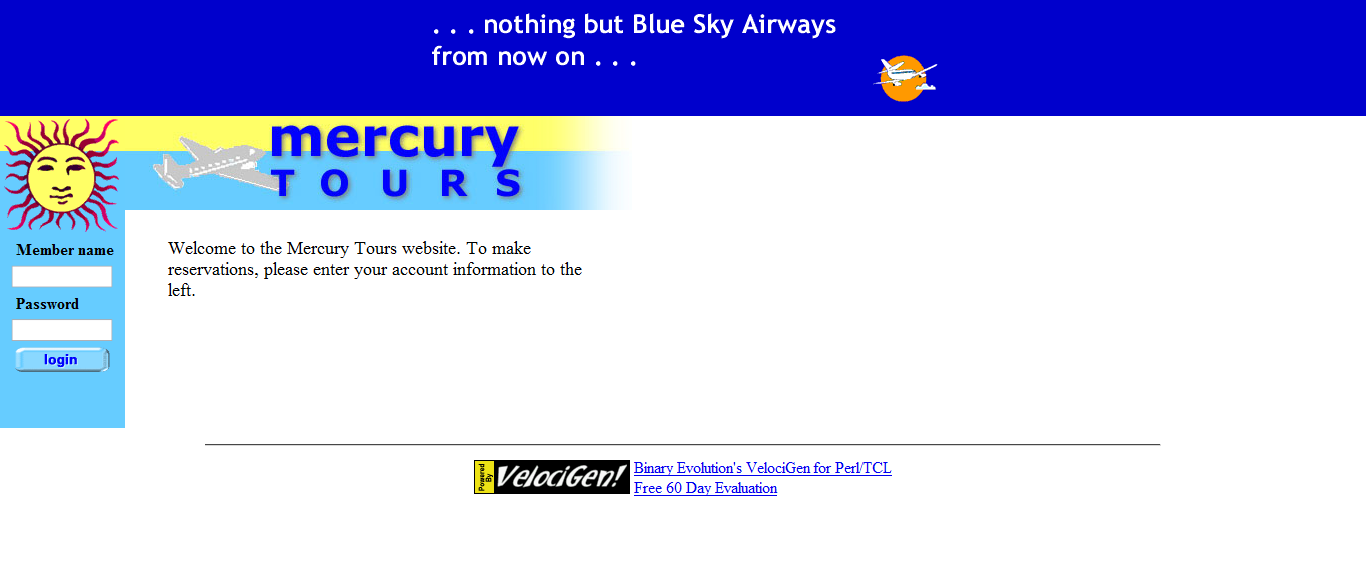 . . . nothing but Blue Sky Airways
from now on . . .
mercury
TOURS
Member name
Password
login
Welcome to the Mercury Tours website. To make
reservations, please enter your account information to the
left.
Powered By VelociGen!
Binary Evolution's VelociGen for Perl/TCL
Free 60 Day Evaluation